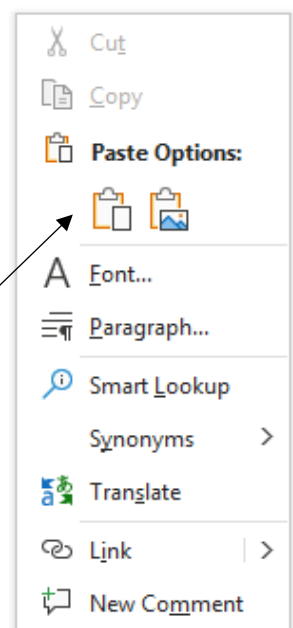 Cut
Copy
Paste Options:
Font...
Paragraph...
Smart Lookup
Synonyms
Translate
Link
New Comment